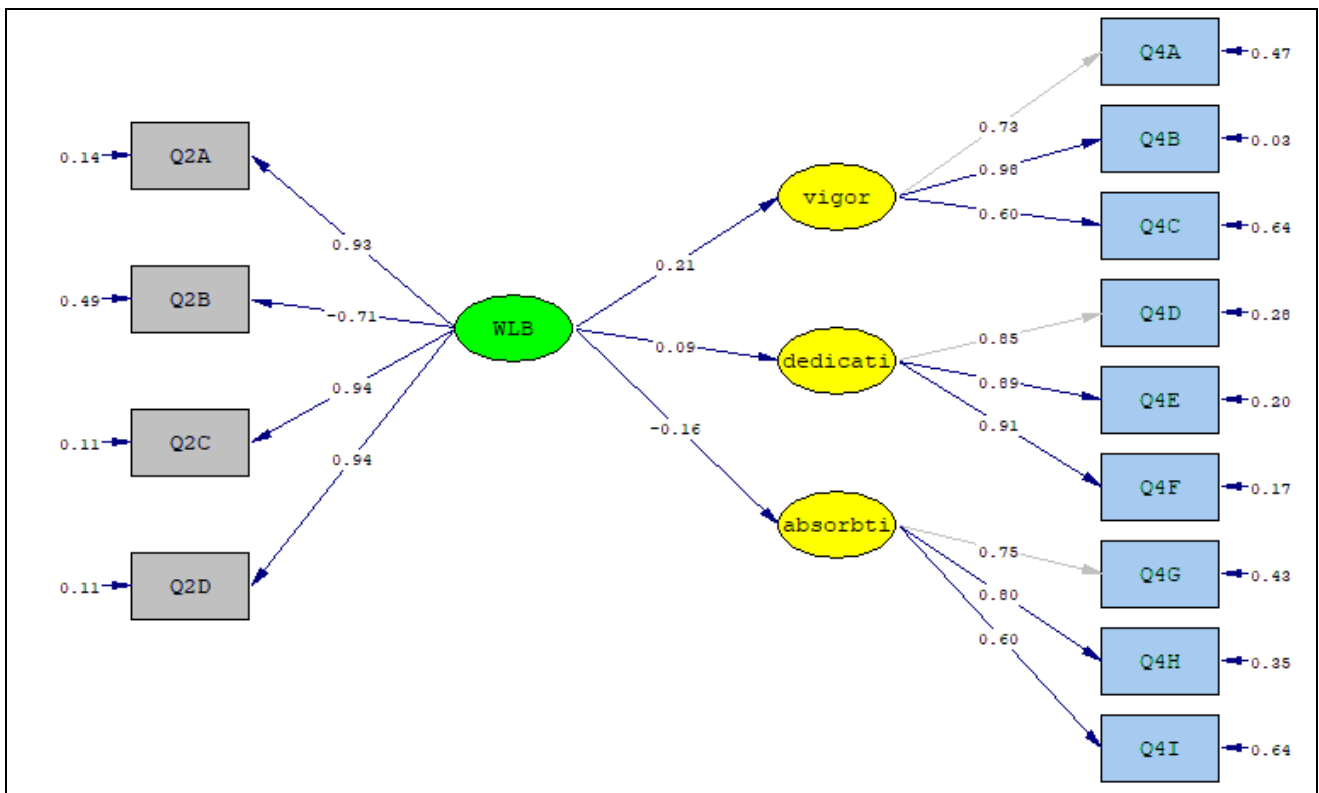 0.14
Q2A
0.49
Q2B
0.11
Q2C
0.11
Q2D
0.93
-0.71
0.94
0.94
WLB
0.21
0.09
-0.16
vigor
dedicati
absorbti
0.73
0.98
0.60
0.85
0.89
0.91
0.75
0.80
0.60
Q4A
0.47
Q4B
0.03
Q4C
0.64
Q4D
0.28
Q4E
0.20
Q4F
0.17
Q4G
0.43
Q4H
0.35
Q4I
0.64